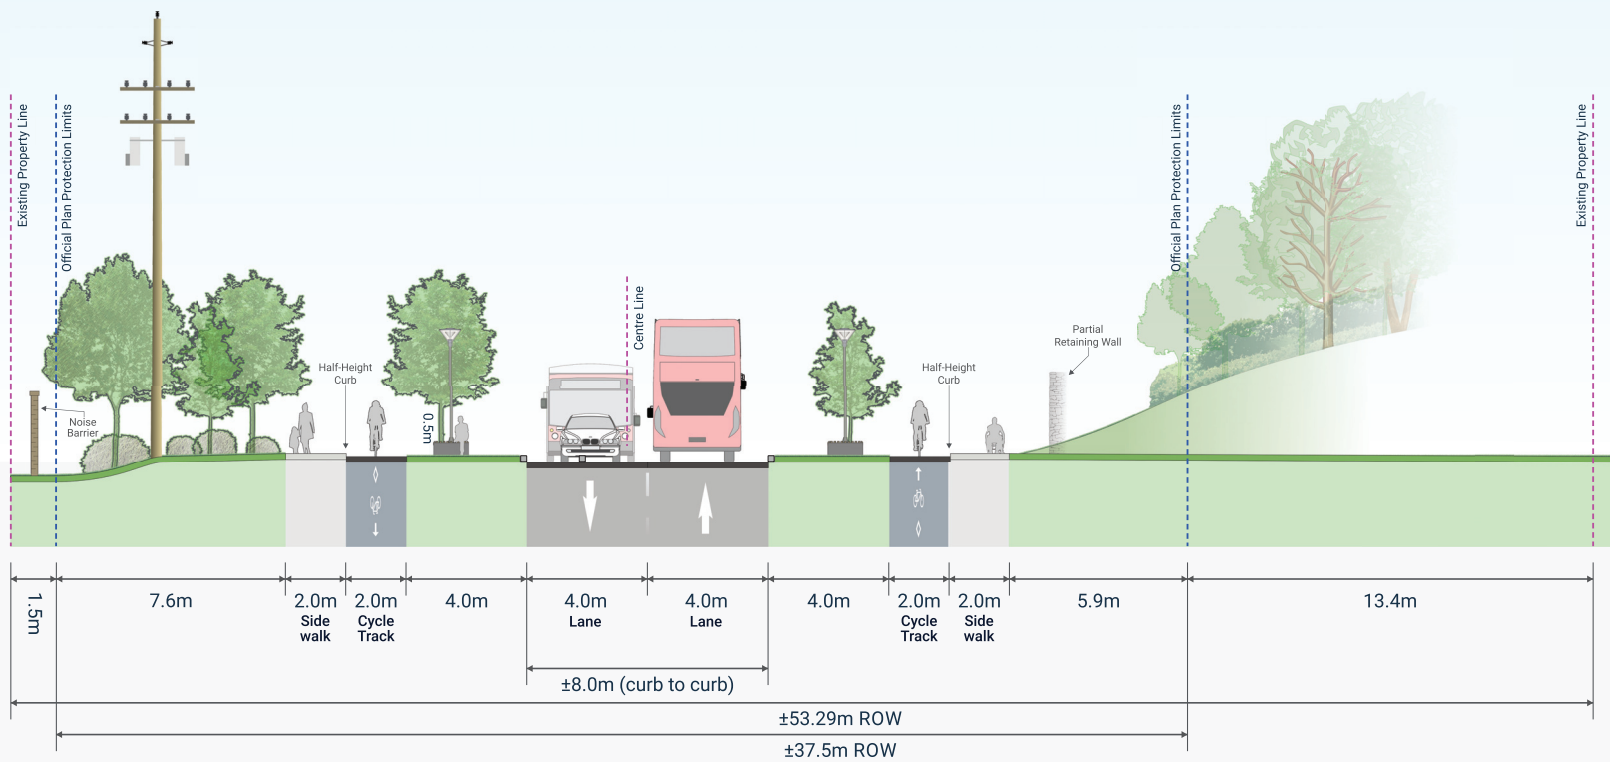 Existing Property Line
Official Plan Protection Limits
Centre Line
Official Plan Protection Limits
Existing Property Line
Noise
Barrier
Half-Height
Curb
0.5m
Half-Height
Curb
Partial
Retaining Wall
1.5m
7.6m
2.0m
Side
walk
2.0m
Cycle
Track
4.0m
4.0m
Lane
4.0m
Lane
4.0m
2.0m
Cycle
Track
2.0m
Side
walk
5.9m
13.4m
±8.0m (curb to curb)
±53.29m ROW
±37.5m ROW